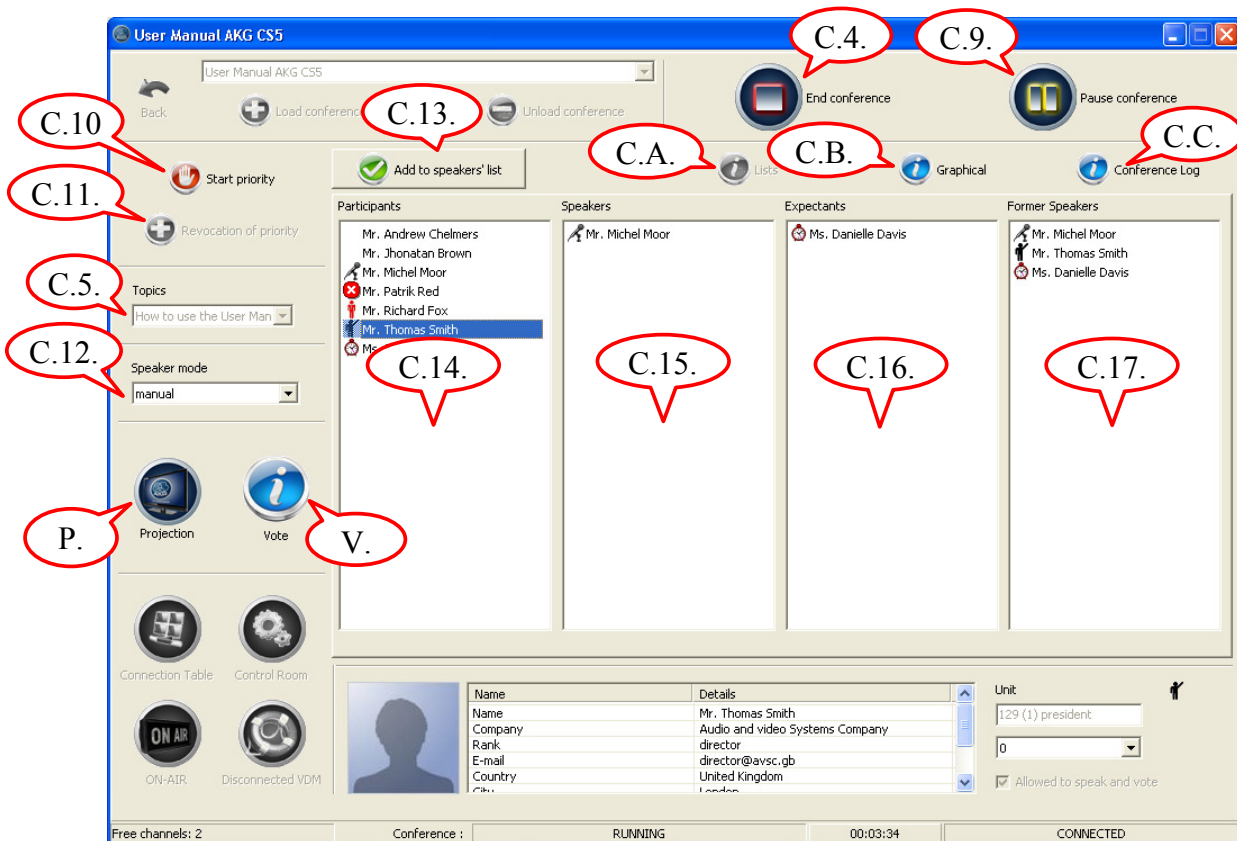 User Manual AKG CS5
C.4.
C.9.
User Manual AKG CS5
Back
Load conference
Unload conference
End conference
Pause conference
C.10
C.13.
C.A.
C.B.
C.C.
Start priority
Add to speakers' list
Lists
Graphical
Conference Log
C.11.
Revocation of priority
Participants
Speakers
Expectants
Former Speakers
Mr. Andrew Chelmers
Mr. Jhonatan Brown
Mr. Michel Moor
Mr. Patrik Red
Mr. Richard Fox
Mr. Thomas Smith
Mr. Michel Moor
Ms. Danielle Davis
Mr. Michel Moor
Mr. Thomas Smith
Ms. Danielle Davis
C.5.
Topics
How to use the User Man
C.12.
Speaker mode
manual
C.14.
C.15.
C.16.
C.17.
Projection
Vote
P.
V.
Connection Table
Control Room
ON AIR
ON-AIR
Disconnected VDM
Name Details
Name Mr. Thomas Smith
Company Audio and video Systems Company
Rank director
E-mail director@avsc.gb
Country United Kingdom
City London
Unit
129 (1) president
0
Allowed to speak and vote
Free channels: 2
Conference :
RUNNING
00:03:34
CONNECTED